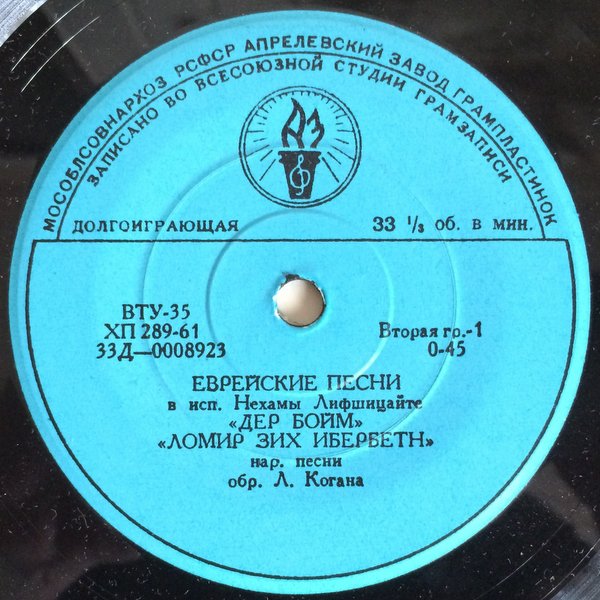 МОСОБЛСОВНАРХОЗ РСФСР АПРЕЛЕВСКИЙ ЗАВОД ГРАМПЛАСТИНОК
ЗАПИСАНО ВО ВСЕСОЮЗНОЙ СТУДИИ ГРАМЗАПИСИ
АЗ
ДОЛГОИГРАЮЩАЯ 33 1/3 об. в мин.
ВТУ-35
ХП 289-61 Вторая гр.-1
33Д—0008923 0-45
ЕВРЕЙСКИЕ ПЕСНИ
в исп. Нехамы Лифшицайте
«ДЕР БОЙМ»
«ЛОМИР ЗИХ ИБЕРБЕТН»
нар. песни
обр. Л. Когана